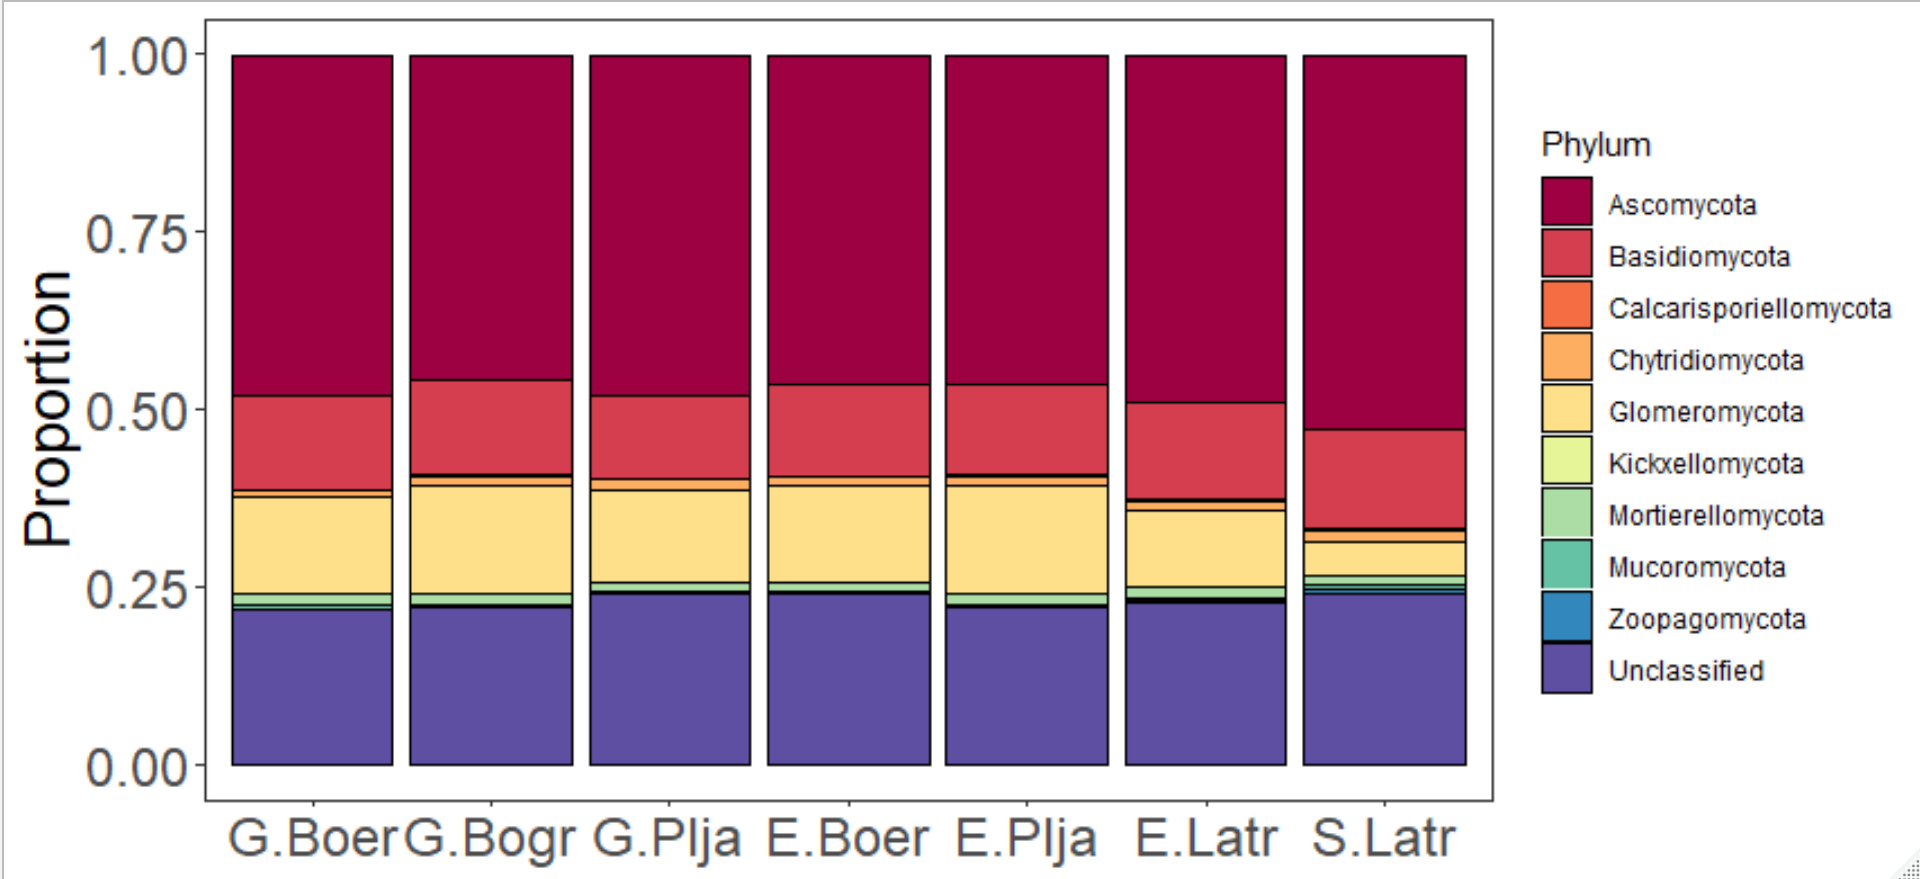 Proportion
1.00
0.75
0.50
0.25
0.00
G.Boer G.Bogr G.Plja E.Boer E.Plja E.Latr S.Latr
Phylum
Ascomycota
Basidiomycota
Calcarisporiellomycota
Chytridiomycota
Glomeromycota
Kickxellomycota
Mortierellomycota
Mucoromycota
Zoopagomycota
Unclassified